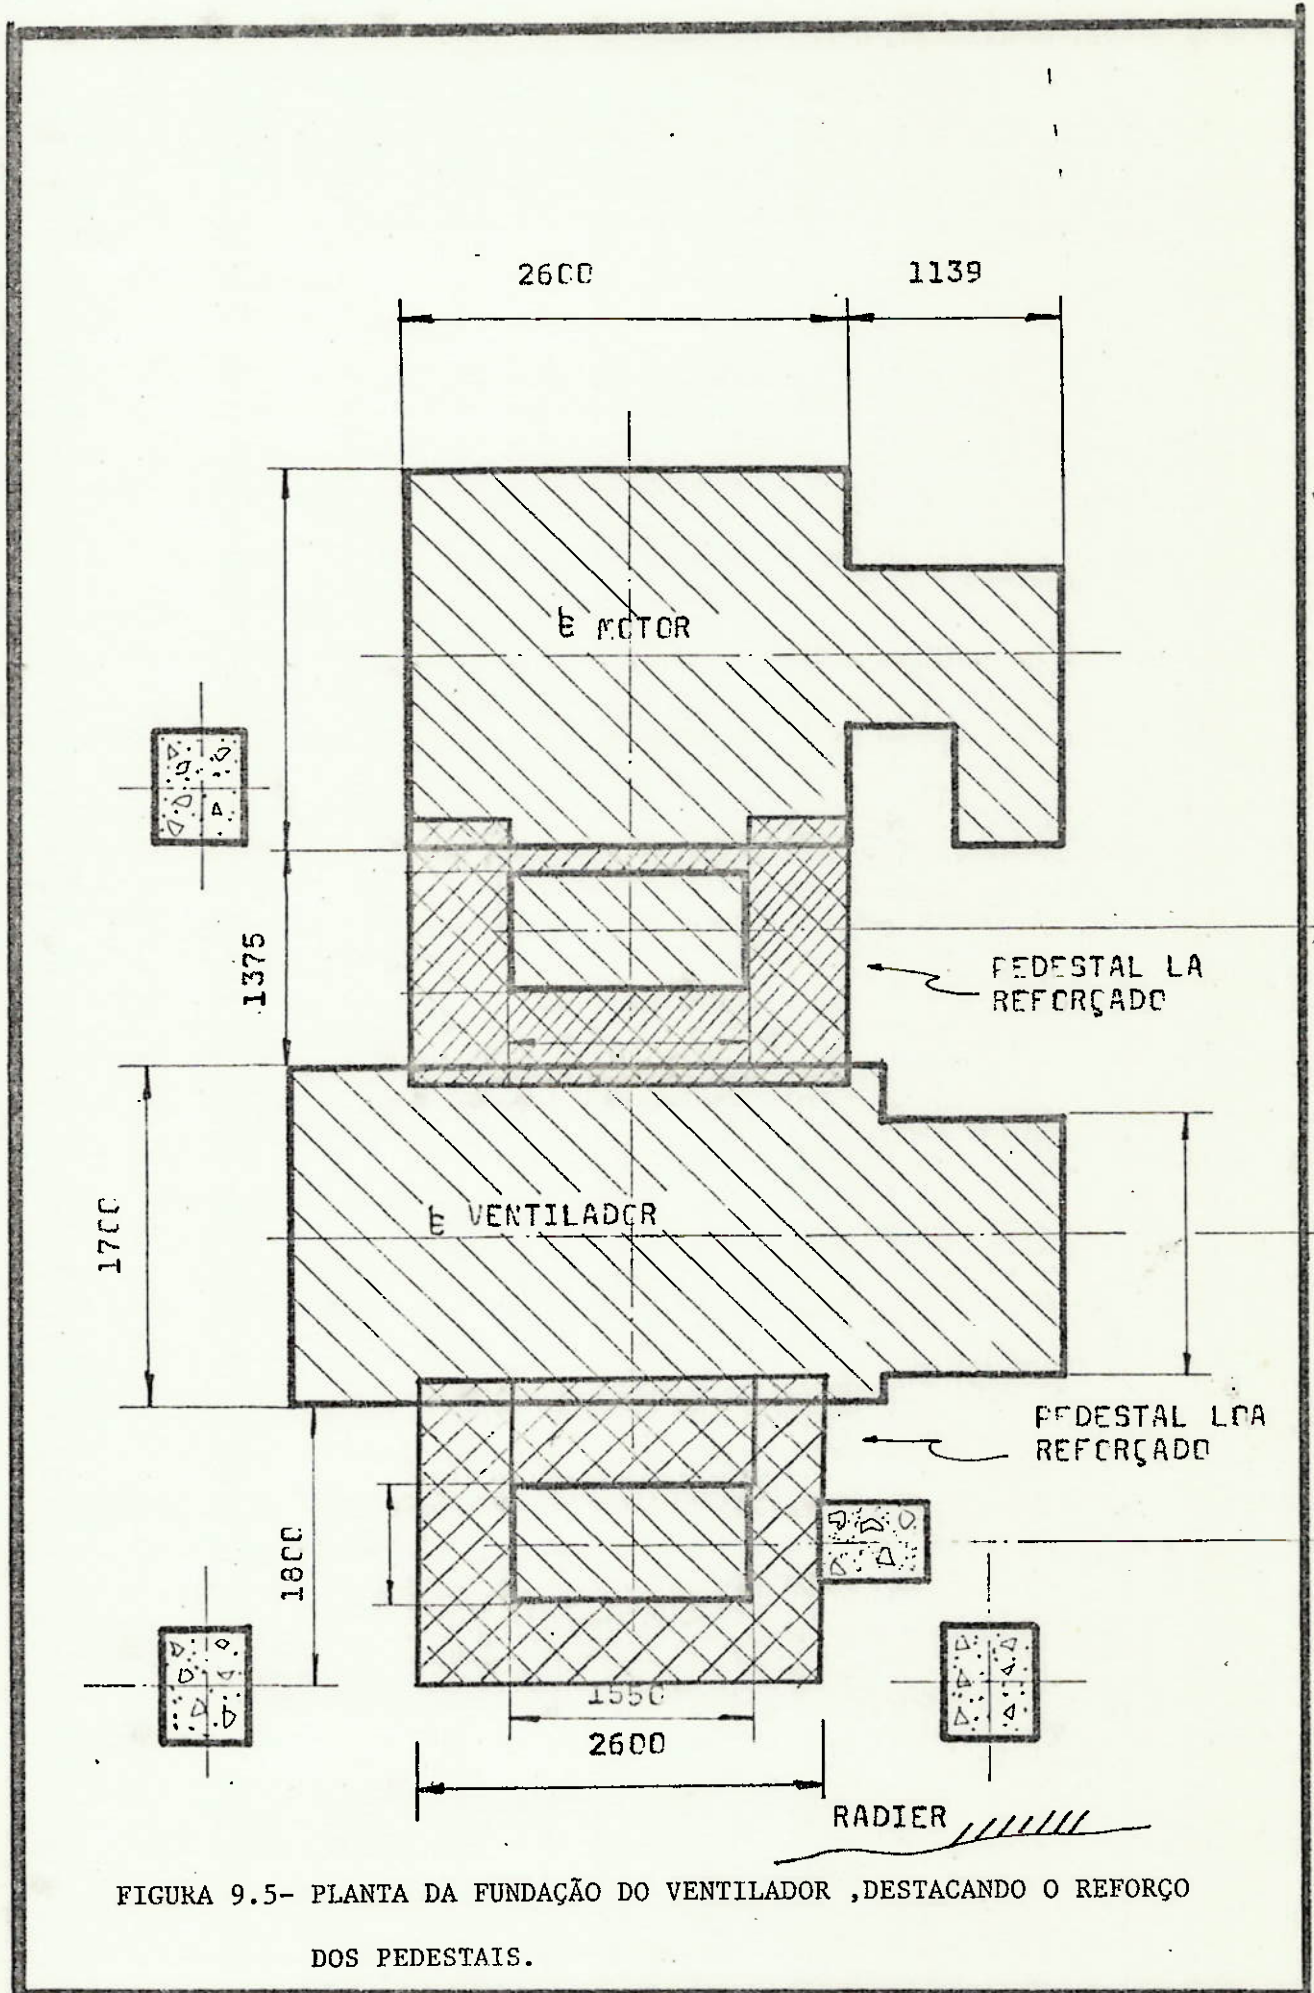 2600
1139
℄ MOTOR
1375
PEDESTAL LA
REFORÇADO
1700
℄ VENTILADOR
PEDESTAL LOA
REFORÇADO
1800
1550
2600
RADIER
FIGURA 9.5- PLANTA DA FUNDAÇÃO DO VENTILADOR ,DESTACANDO O REFORÇO
DOS PEDESTAIS.